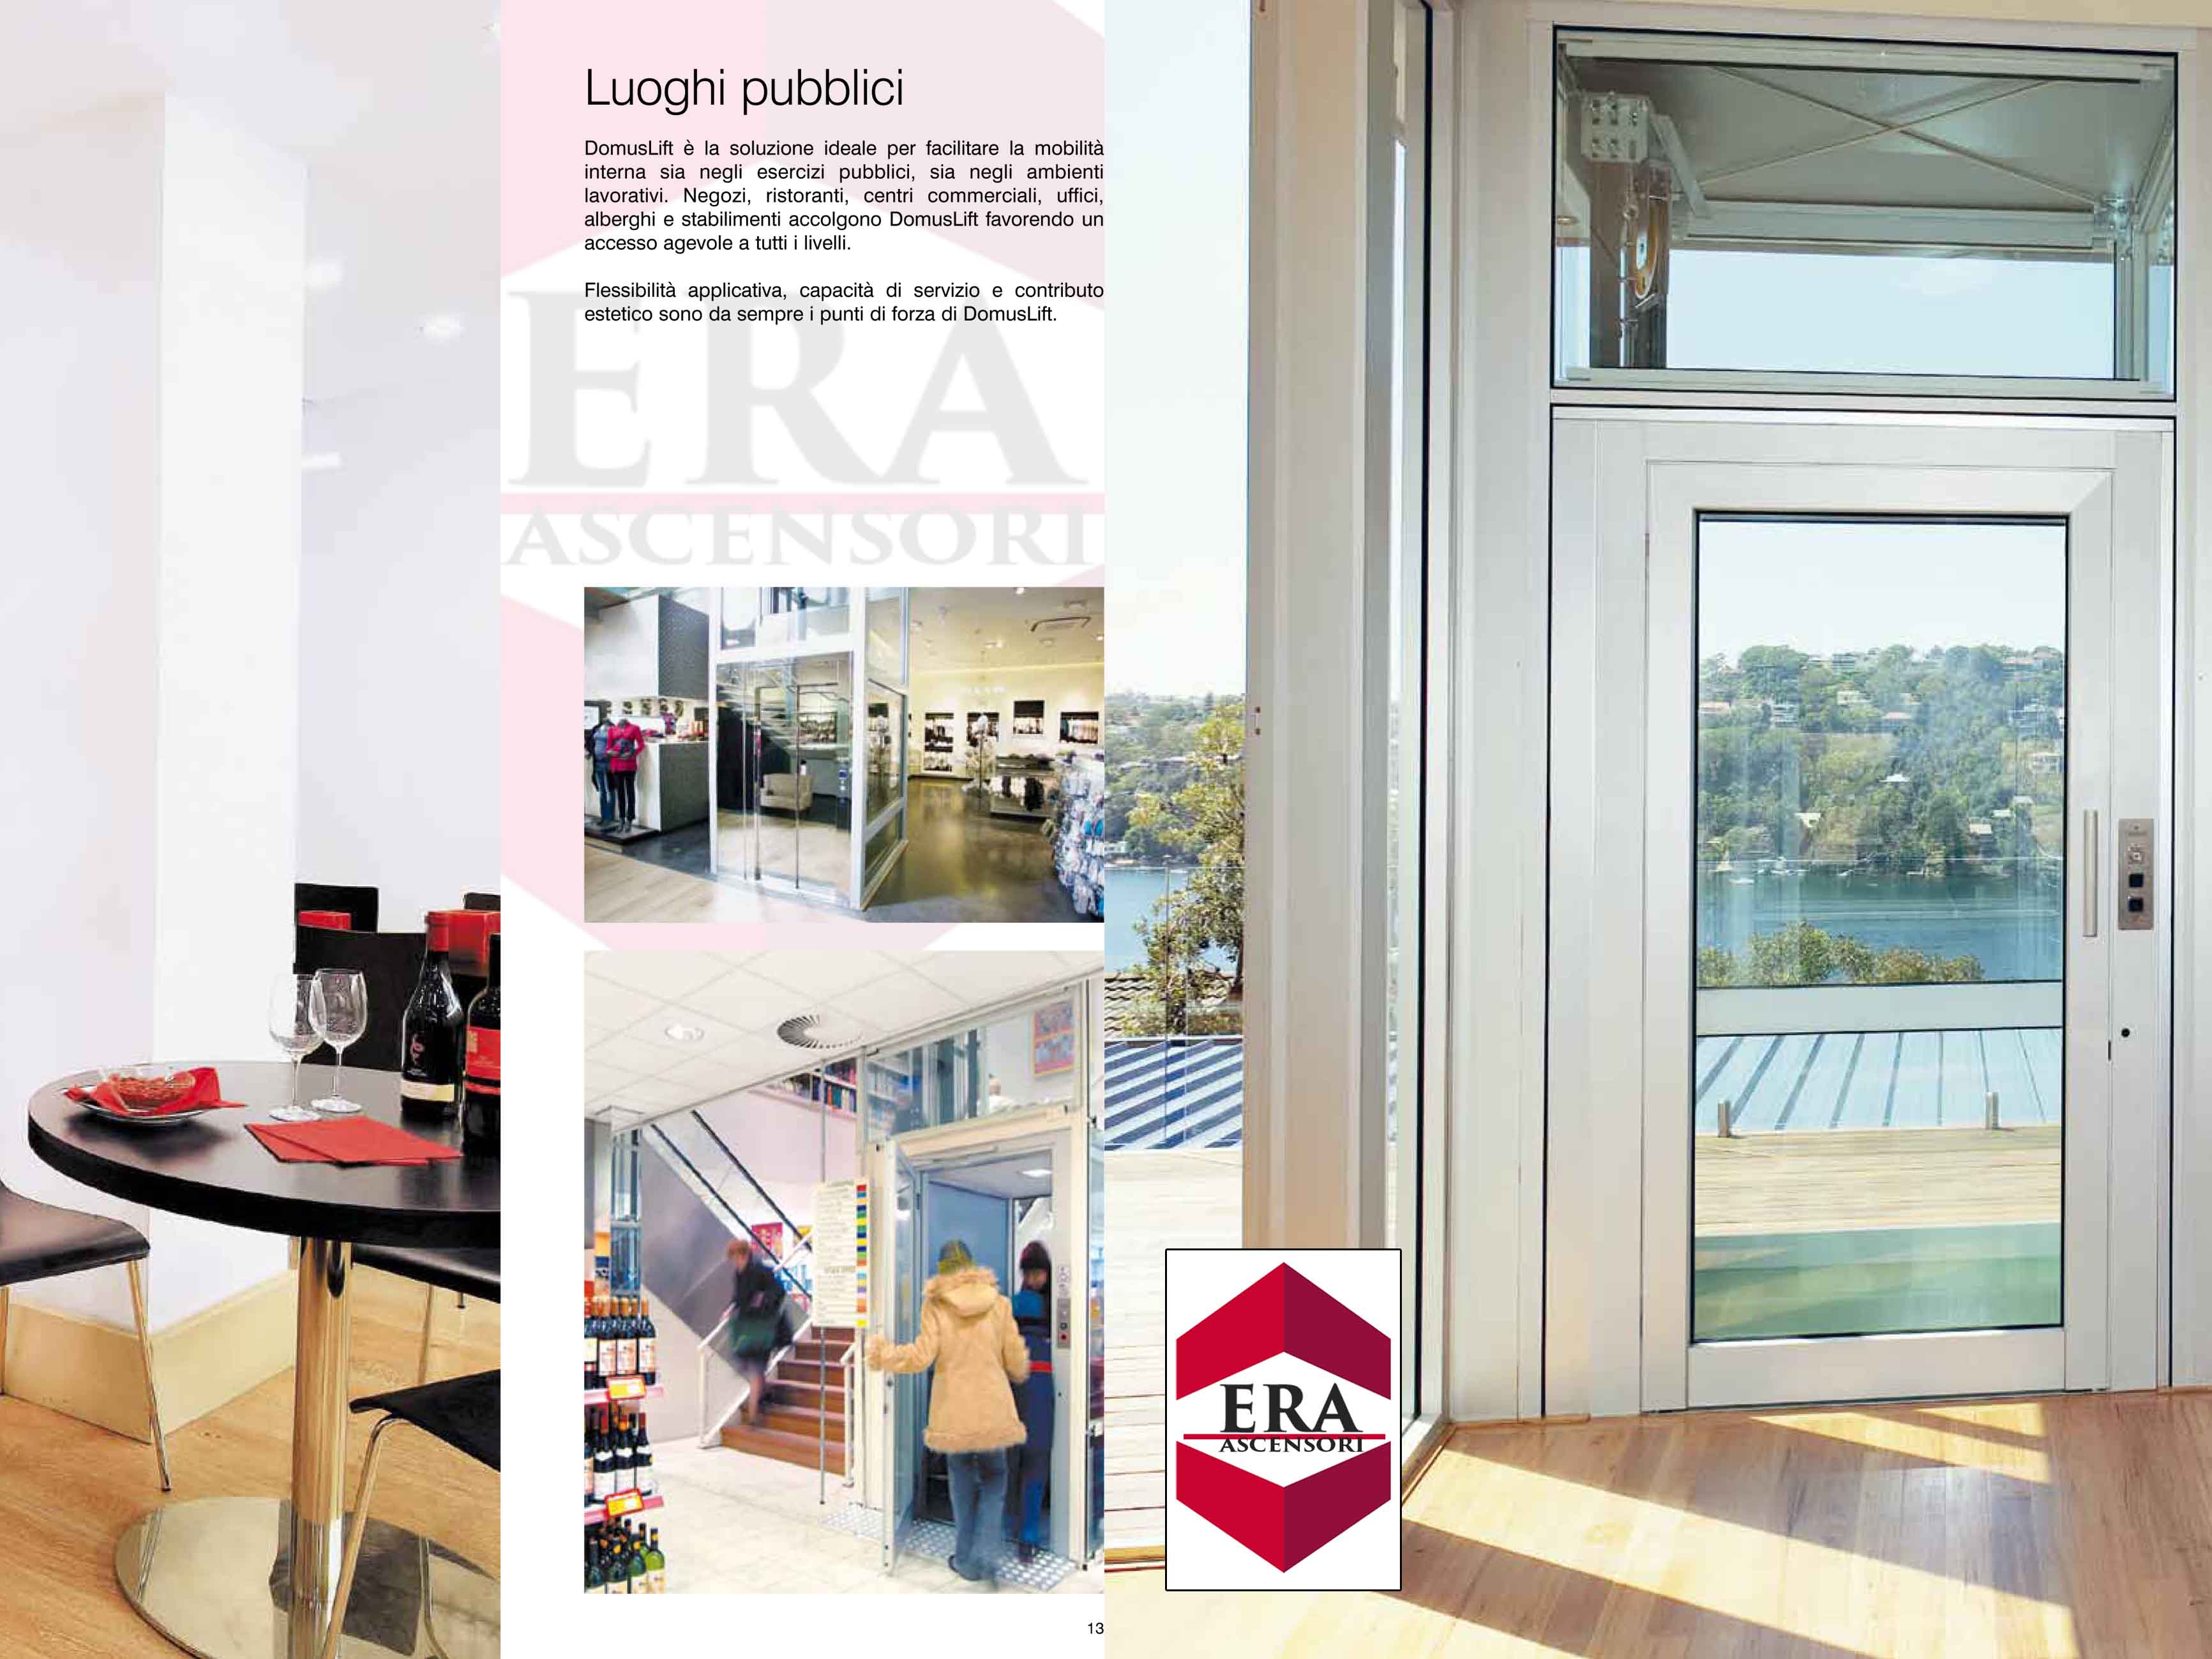 Luoghi pubblici
DomusLift è la soluzione ideale per facilitare la mobilità
interna sia negli esercizi pubblici, sia negli ambienti
lavorativi. Negozi, ristoranti, centri commerciali, uffici,
alberghi e stabilimenti accolgono DomusLift favorendo un
accesso agevole a tutti i livelli.
Flessibilità applicativa, capacità di servizio e contributo
estetico sono da sempre i punti di forza di DomusLift.
ERA
ASCENSORI
ERA
ASCENSORI
13